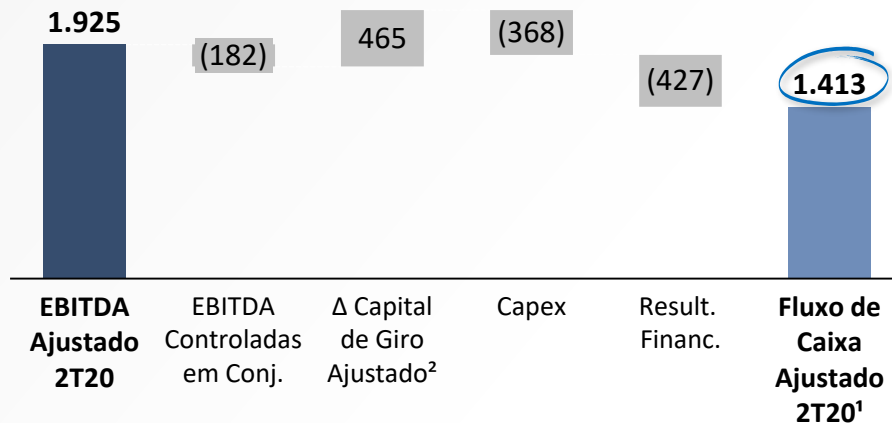 1.925
(182)
465
(368)
(427)
1.413
EBITDA
Ajustado
2T20
EBITDA
Controladas
em Conj.
Δ Capital
de Giro
Ajustado²
Capex
Result.
Financ.
Fluxo de
Caixa
Ajustado
2T20¹